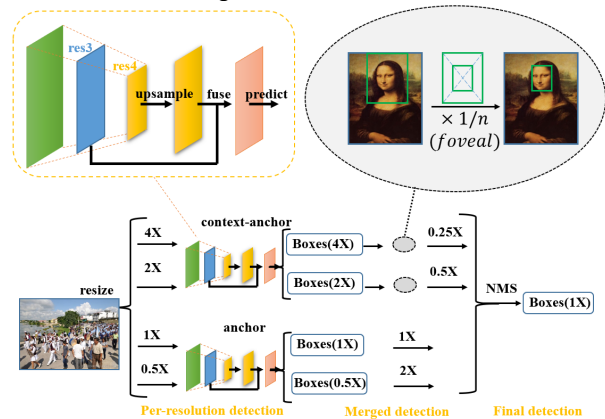 res3
res4
upsample
fuse
predict
× 1/n
(foveal)
context-anchor
4X
Boxes(4X)
0.25X
2X
Boxes(2X)
0.5X
resize
NMS
Boxes(1X)
anchor
1X
Boxes(1X)
1X
0.5X
Boxes(0.5X)
2X
Per-resolution detection
Merged detection
Final detection